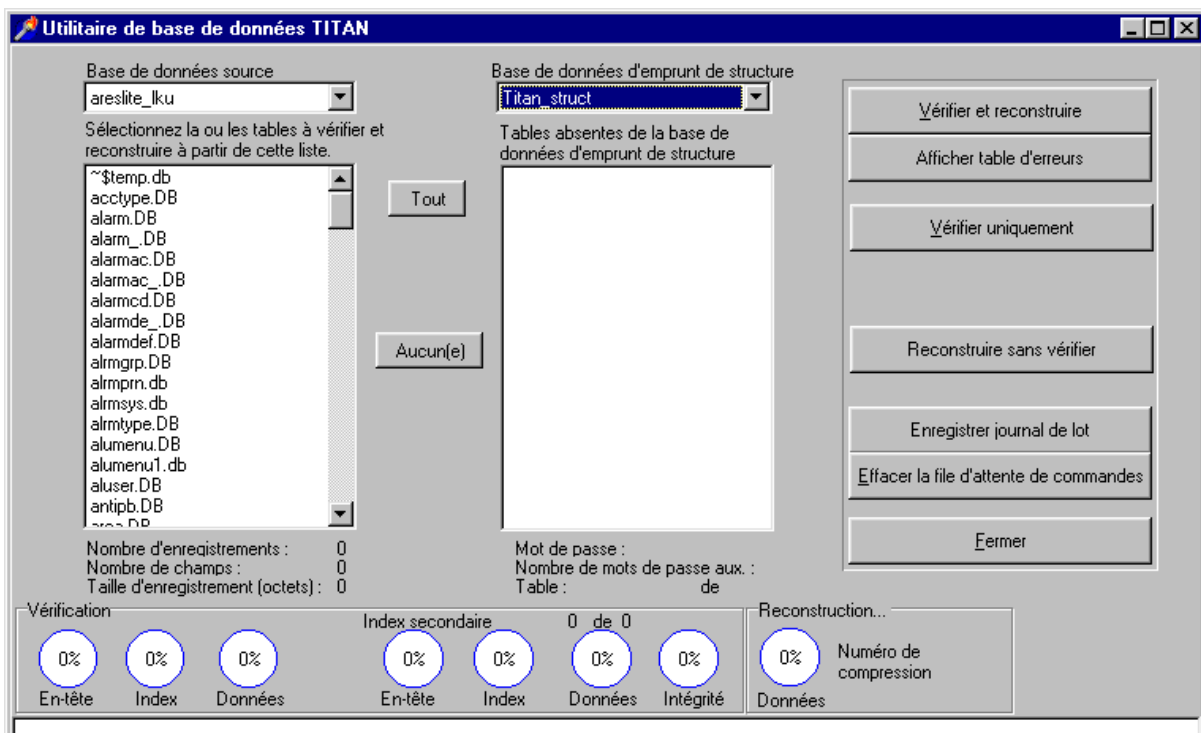 Utilitaire de base de données TITAN
Base de données source
areslite_lku
Sélectionnez la ou les tables à vérifier et
reconstruire à partir de cette liste.
~$temp.db
acctype.DB
alarm.DB
alarm_.DB
alarmac.DB
alarmac_.DB
alarmcd.DB
alarmde_.DB
alarmdef.DB
alrmgrp.DB
alrmprn.db
alrmsys.db
alrmtype.DB
alumenu.DB
alumenu1.db
aluser.DB
antipb.DB
area.DB
Tout
Aucun(e)
Base de données d'emprunt de structure
Titan_struct
Tables absentes de la base de
données d'emprunt de structure
Vérifier et reconstruire
Afficher table d'erreurs
Vérifier uniquement
Reconstruire sans vérifier
Enregistrer journal de lot
Effacer la file d'attente de commandes
Fermer
Nombre d'enregistrements : 0
Nombre de champs : 0
Taille d'enregistrement (octets) : 0
Mot de passe :
Nombre de mots de passe aux. :
Table : de
Vérification
0% 0% 0%
En-tête Index Données
Index secondaire 0 de 0
0% 0% 0% 0%
En-tête Index Données Intégrité
Reconstruction...
0%
Données
Numéro de
compression